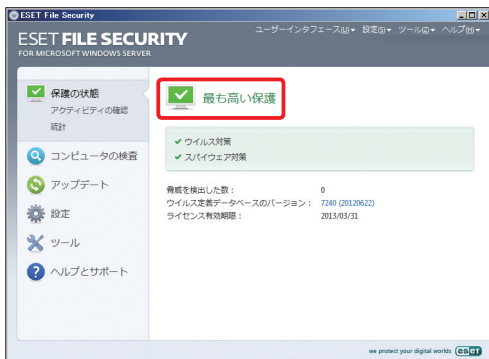 ESET File Security
ESET FILE SECURITY
FOR MICROSOFT WINDOWS SERVER
ユーザーインタフェース(U)▾ 設定(S)▾ ツール(Z)▾ ヘルプ(H)▾
保護の状態
アクティビティの確認
統計
コンピュータの検査
アップデート
設定
ツール
ヘルプとサポート
最も高い保護
✔ ウイルス対策
✔ スパイウェア対策
脅威を検出した数: 0
ウイルス定義データベースのバージョン: 7240 (20120622)
ライセンス有効期限: 2013/03/31
we protect your digital worlds eseT